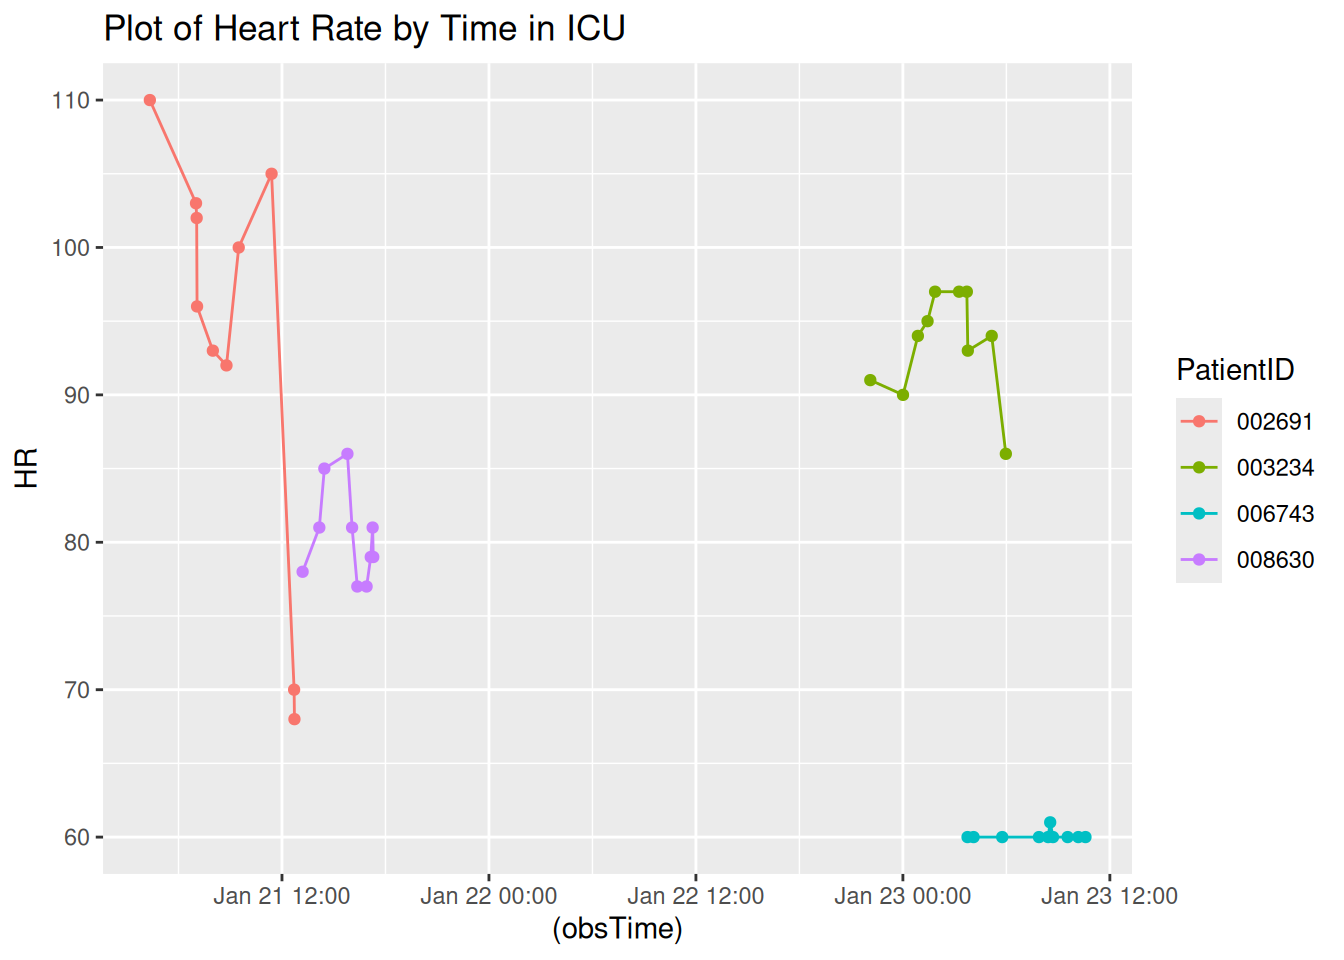 Plot of Heart Rate by Time in ICU
110
100
90
80
70
60
HR
Jan 21 12:00
Jan 22 00:00
Jan 22 12:00
Jan 23 00:00
Jan 23 12:00
(obsTime)
PatientID
002691
003234
006743
008630